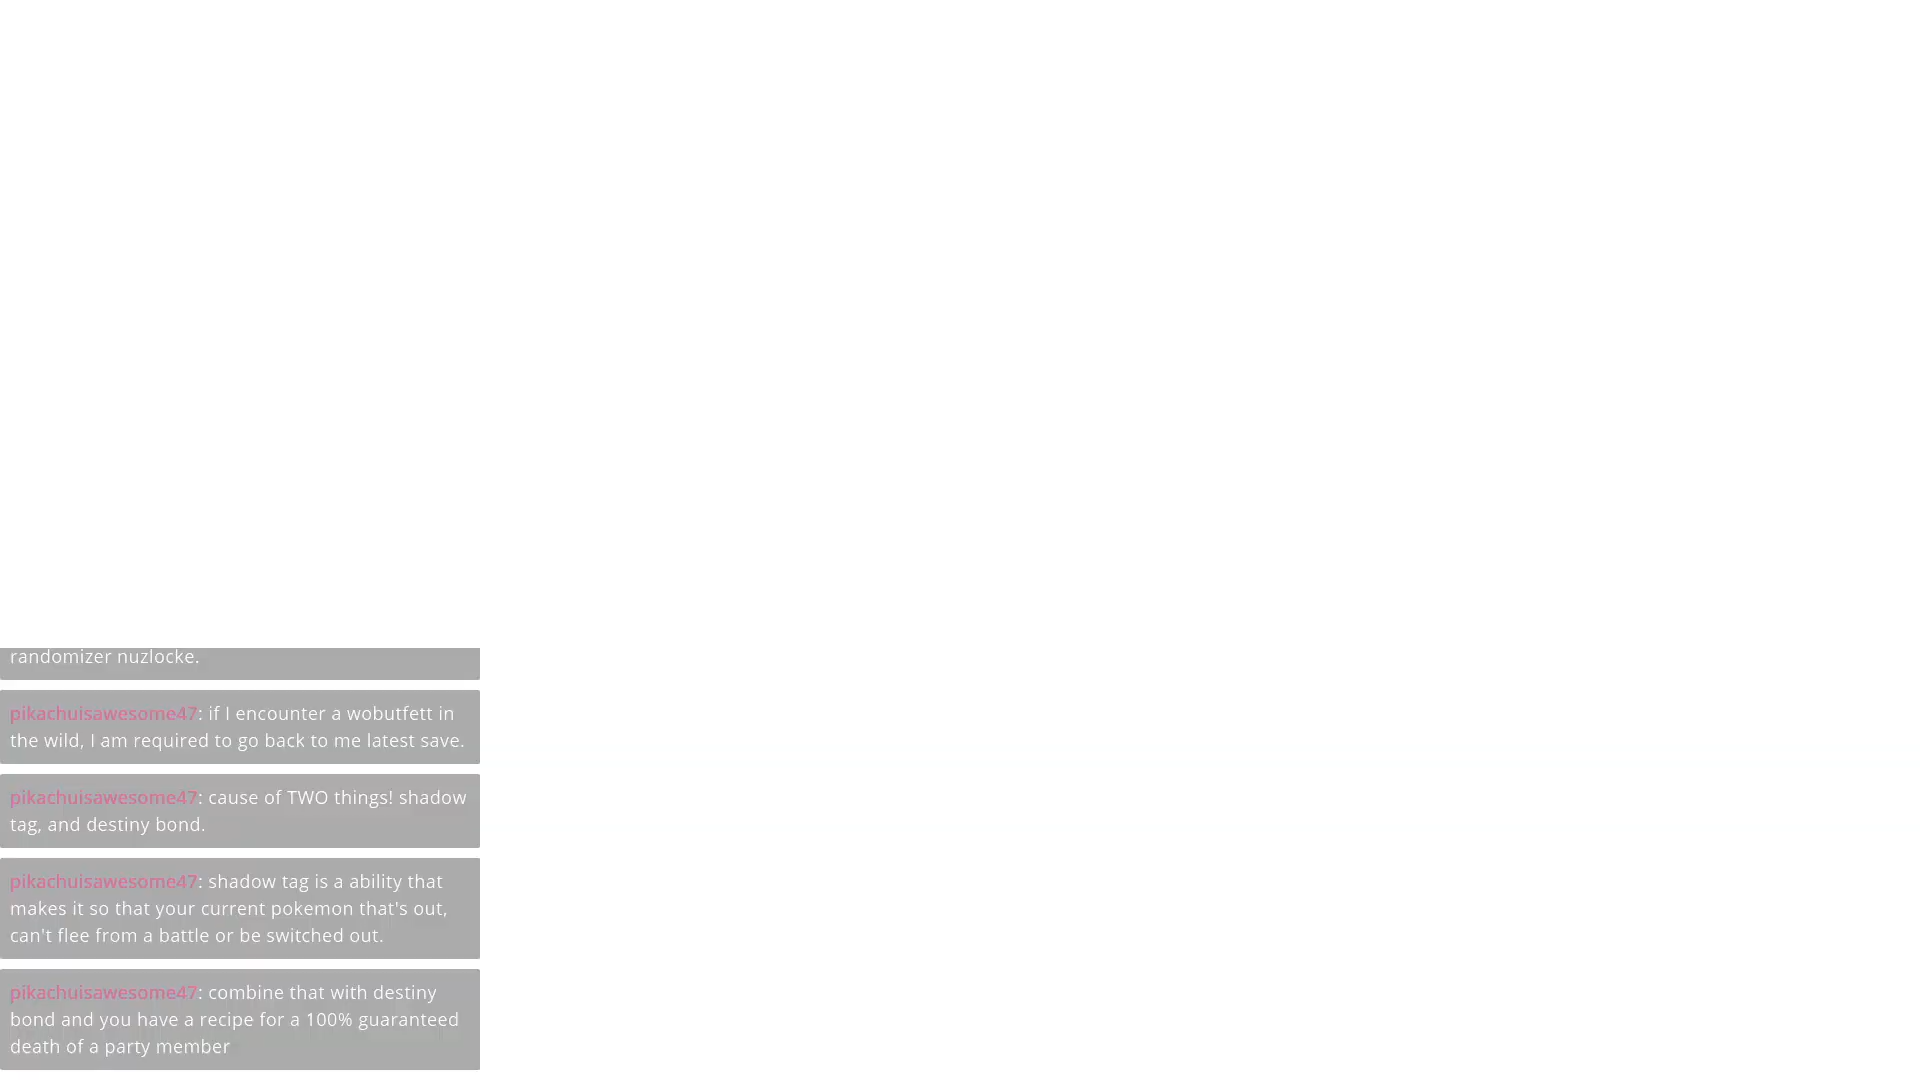 randomizer nuzlocke.
pikachuisawesome47: if I encounter a wobutfett in
the wild, I am required to go back to me latest save.
pikachuisawesome47: cause of TWO things! shadow
tag, and destiny bond.
pikachuisawesome47: shadow tag is a ability that
makes it so that your current pokemon that's out,
can't flee from a battle or be switched out.
pikachuisawesome47: combine that with destiny
bond and you have a recipe for a 100% guaranteed
death of a party member